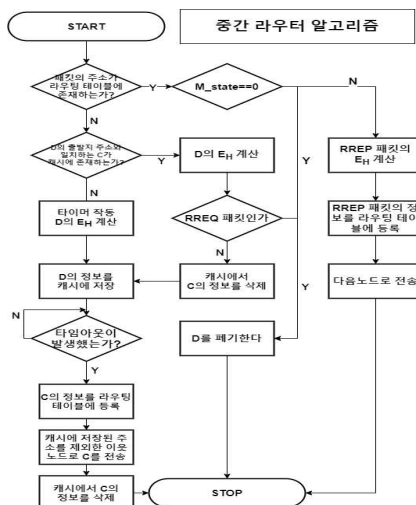 START
중간 라우터 알고리즘
패킷의 주소가
라우팅 테이블에
존재하는가?
Y
M_state==0
N
N
D의 출발지 주소와
일치하는 C가
캐시에 존재하는가?
Y
D의 EH 계산
RREP 패킷의
EH 계산
N
타이머 작동
D의 EH 계산
RREQ 패킷인가
RREP 패킷의 정
보를 라우팅 테이
블에 등록
N
Y
D의 정보를
캐시에 저장
캐시에서
C의 정보를 삭제
다음노드로 전송
N
타임아웃이
발생했는가?
D를 폐기한다
Y
C의 정보를 라우팅
테이블에 등록
캐시에 저장된 주
소를 제외한 이웃
노드로 C를 전송
캐시에서 C의
정보를 삭제
STOP